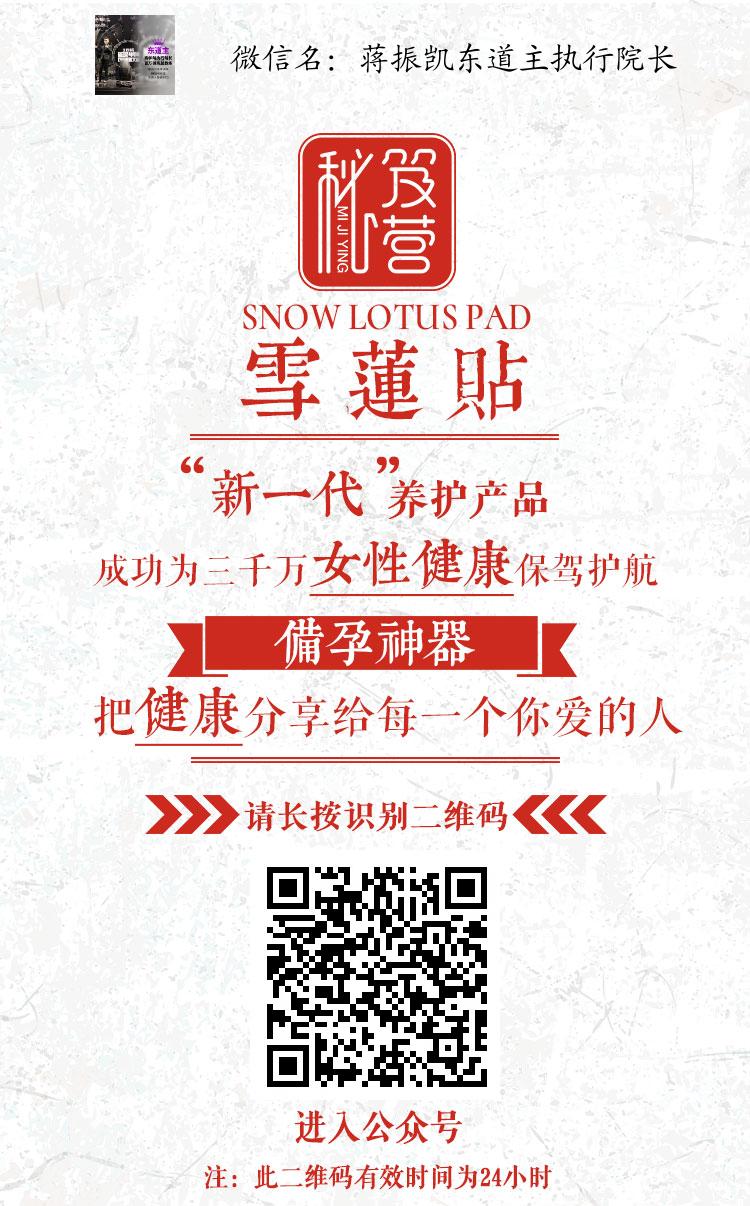 微信名：蒋振凯东道主执行院长
东道主
秘笈营
MI JI YING
SNOW LOTUS PAD
雪蓮貼
“新一代”养护产品
成功为三千万女性健康保驾护航
備孕神器
把健康分享给每一个你爱的人
请长按识别二维码
进入公众号
注：此二维码有效时间为24小时